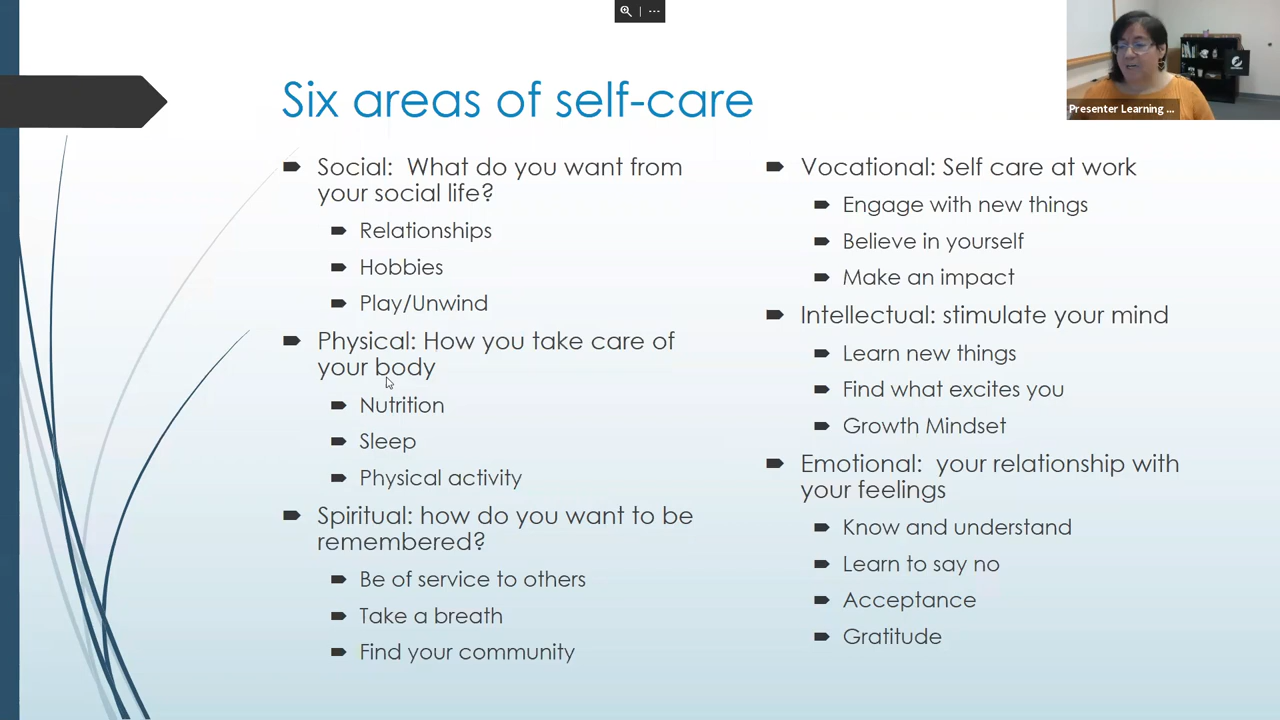 Six areas of self-care
Social:  What do you want from
your social life?
Relationships
Hobbies
Play/Unwind
Physical: How you take care of
your body
Nutrition
Sleep
Physical activity
Spiritual: how do you want to be
remembered?
Be of service to others
Take a breath
Find your community
Vocational: Self care at work
Engage with new things
Believe in yourself
Make an impact
Intellectual: stimulate your mind
Learn new things
Find what excites you
Growth Mindset
Emotional:  your relationship with
your feelings
Know and understand
Learn to say no
Acceptance
Gratitude
Presenter Learning ...